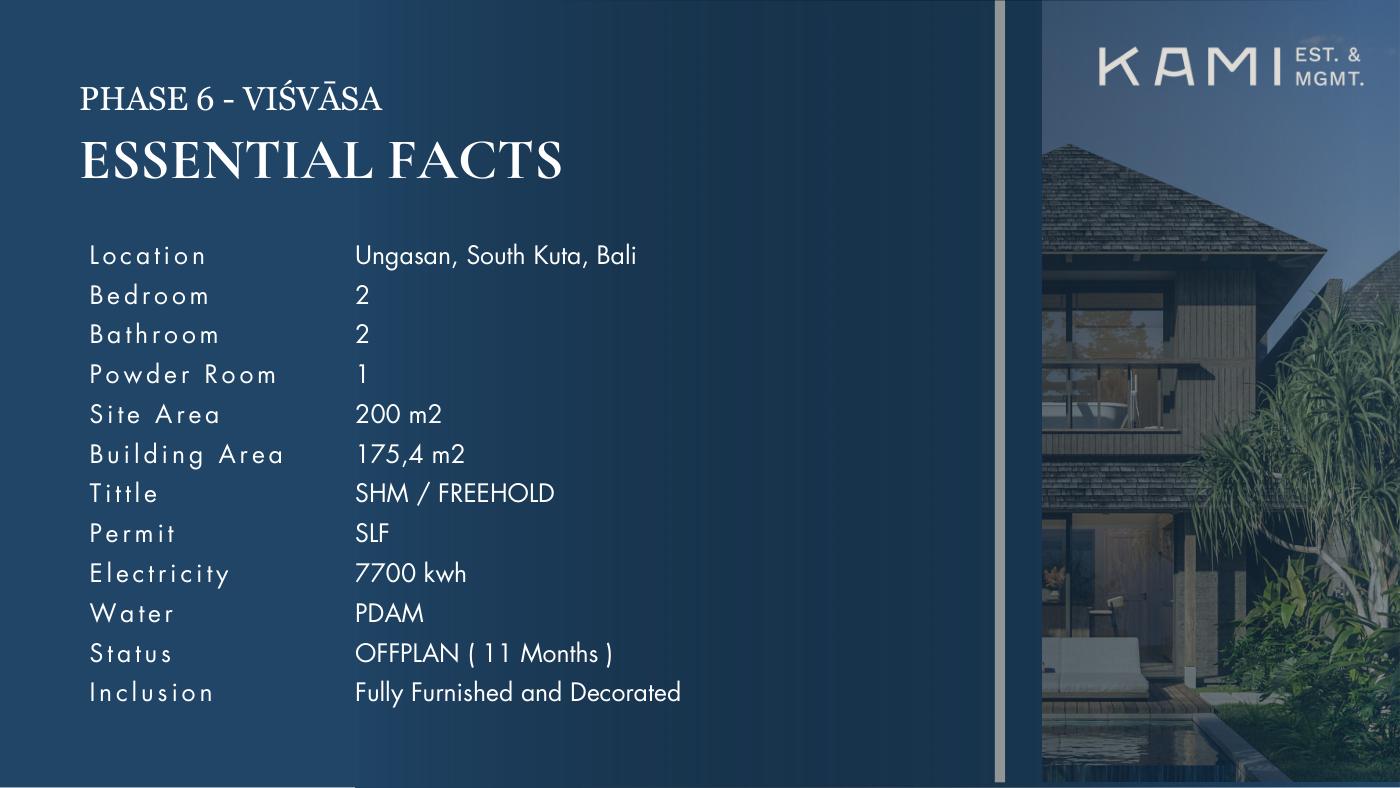 KAMI EST. & MGMT.
PHASE 6 - VIŚVĀSA
ESSENTIAL FACTS
Location Ungasan, South Kuta, Bali
Bedroom 2
Bathroom 2
Powder Room 1
Site Area 200 m2
Building Area 175,4 m2
Tittle SHM / FREEHOLD
Permit SLF
Electricity 7700 kwh
Water PDAM
Status OFFPLAN ( 11 Months )
Inclusion Fully Furnished and Decorated